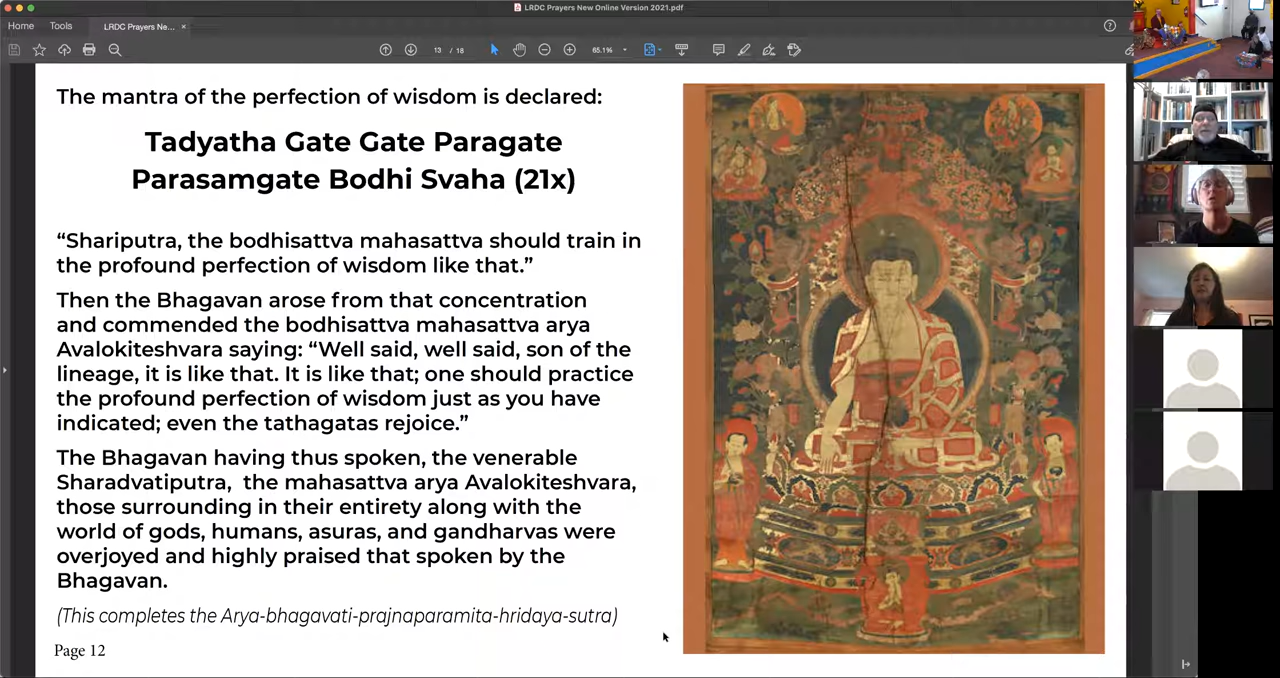 LRDC Prayers New Online Version 2021.pdf
Home Tools LRDC Prayers Ne... ×
13 / 18 65.1%
The mantra of the perfection of wisdom is declared:
Tadyatha Gate Gate Paragate
Parasamgate Bodhi Svaha (21x)
“Shariputra, the bodhisattva mahasattva should train in
the profound perfection of wisdom like that.”
Then the Bhagavan arose from that concentration
and commended the bodhisattva mahasattva arya
Avalokiteshvara saying: “Well said, well said, son of the
lineage, it is like that. It is like that; one should practice
the profound perfection of wisdom just as you have
indicated; even the tathagatas rejoice.”
The Bhagavan having thus spoken, the venerable
Sharadvatiputra, the mahasattva arya Avalokiteshvara,
those surrounding in their entirety along with the
world of gods, humans, asuras, and gandharvas were
overjoyed and highly praised that spoken by the
Bhagavan.
(This completes the Arya-bhagavati-prajnaparamita-hridaya-sutra)
Page 12